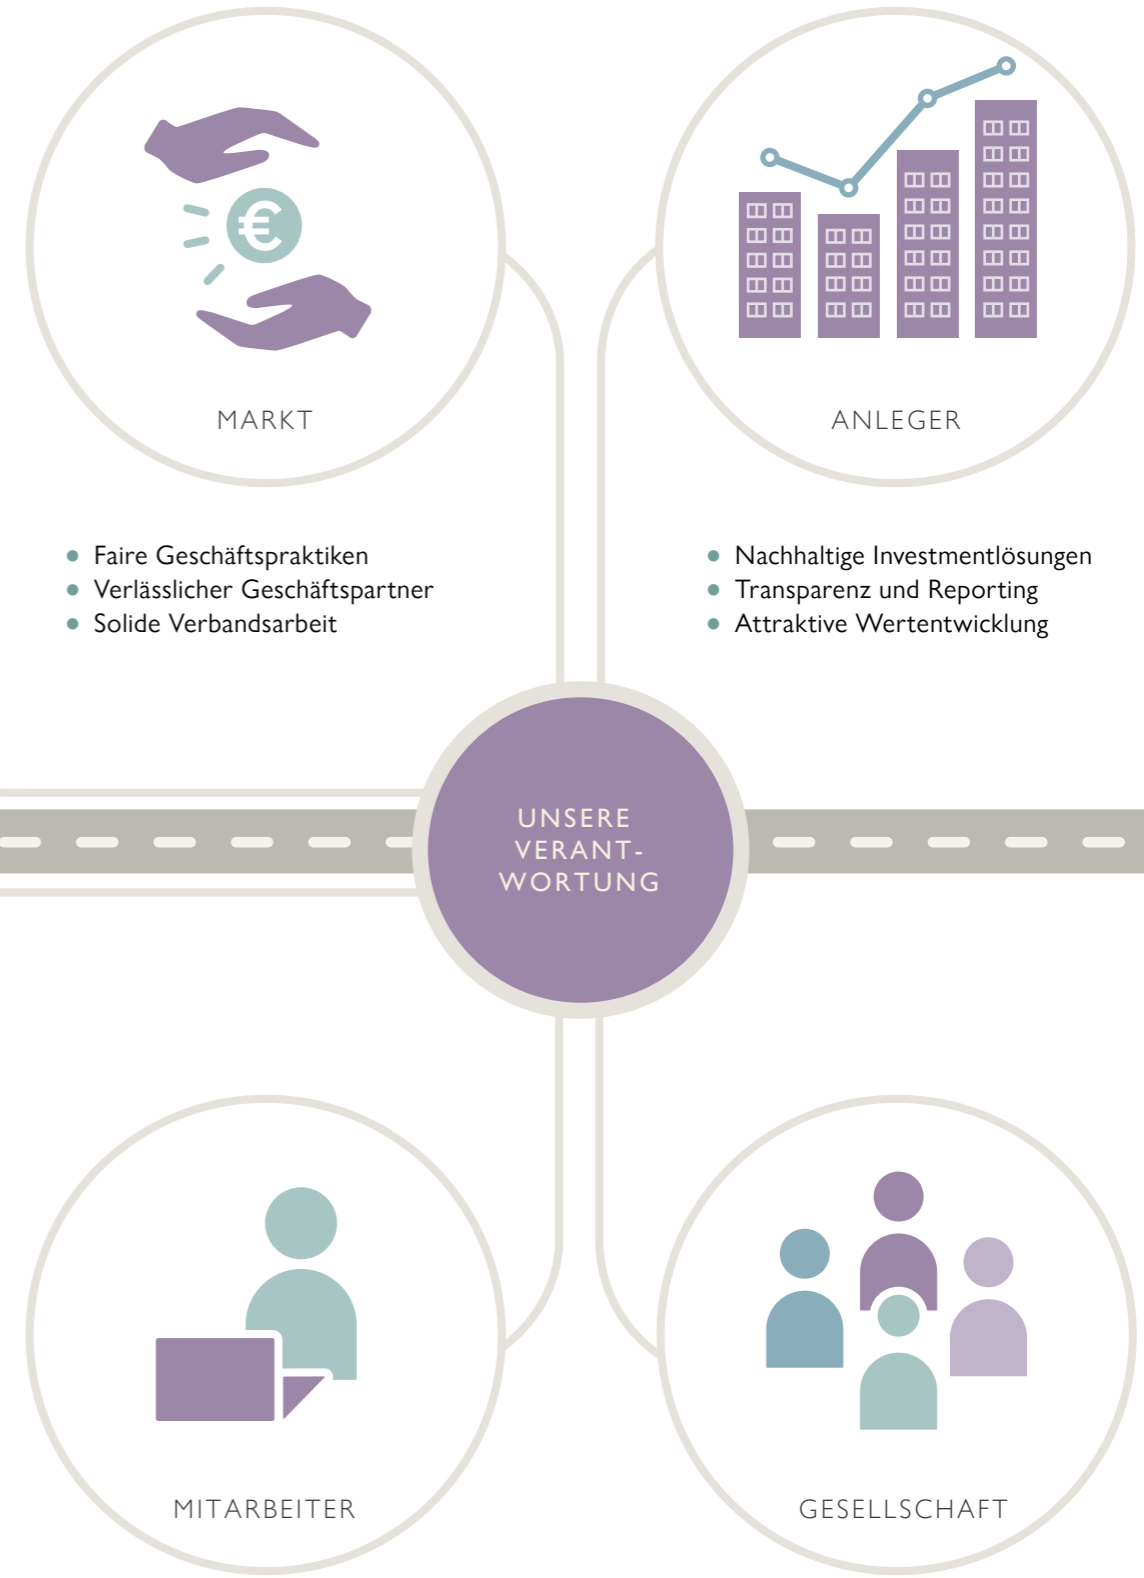 MARKT
ANLEGER
Faire Geschäftspraktiken
Verlässlicher Geschäftspartner
Solide Verbandsarbeit
Nachhaltige Investmentlösungen
Transparenz und Reporting
Attraktive Wertentwicklung
UNSERE
VERANT-
WORTUNG
MITARBEITER
GESELLSCHAFT